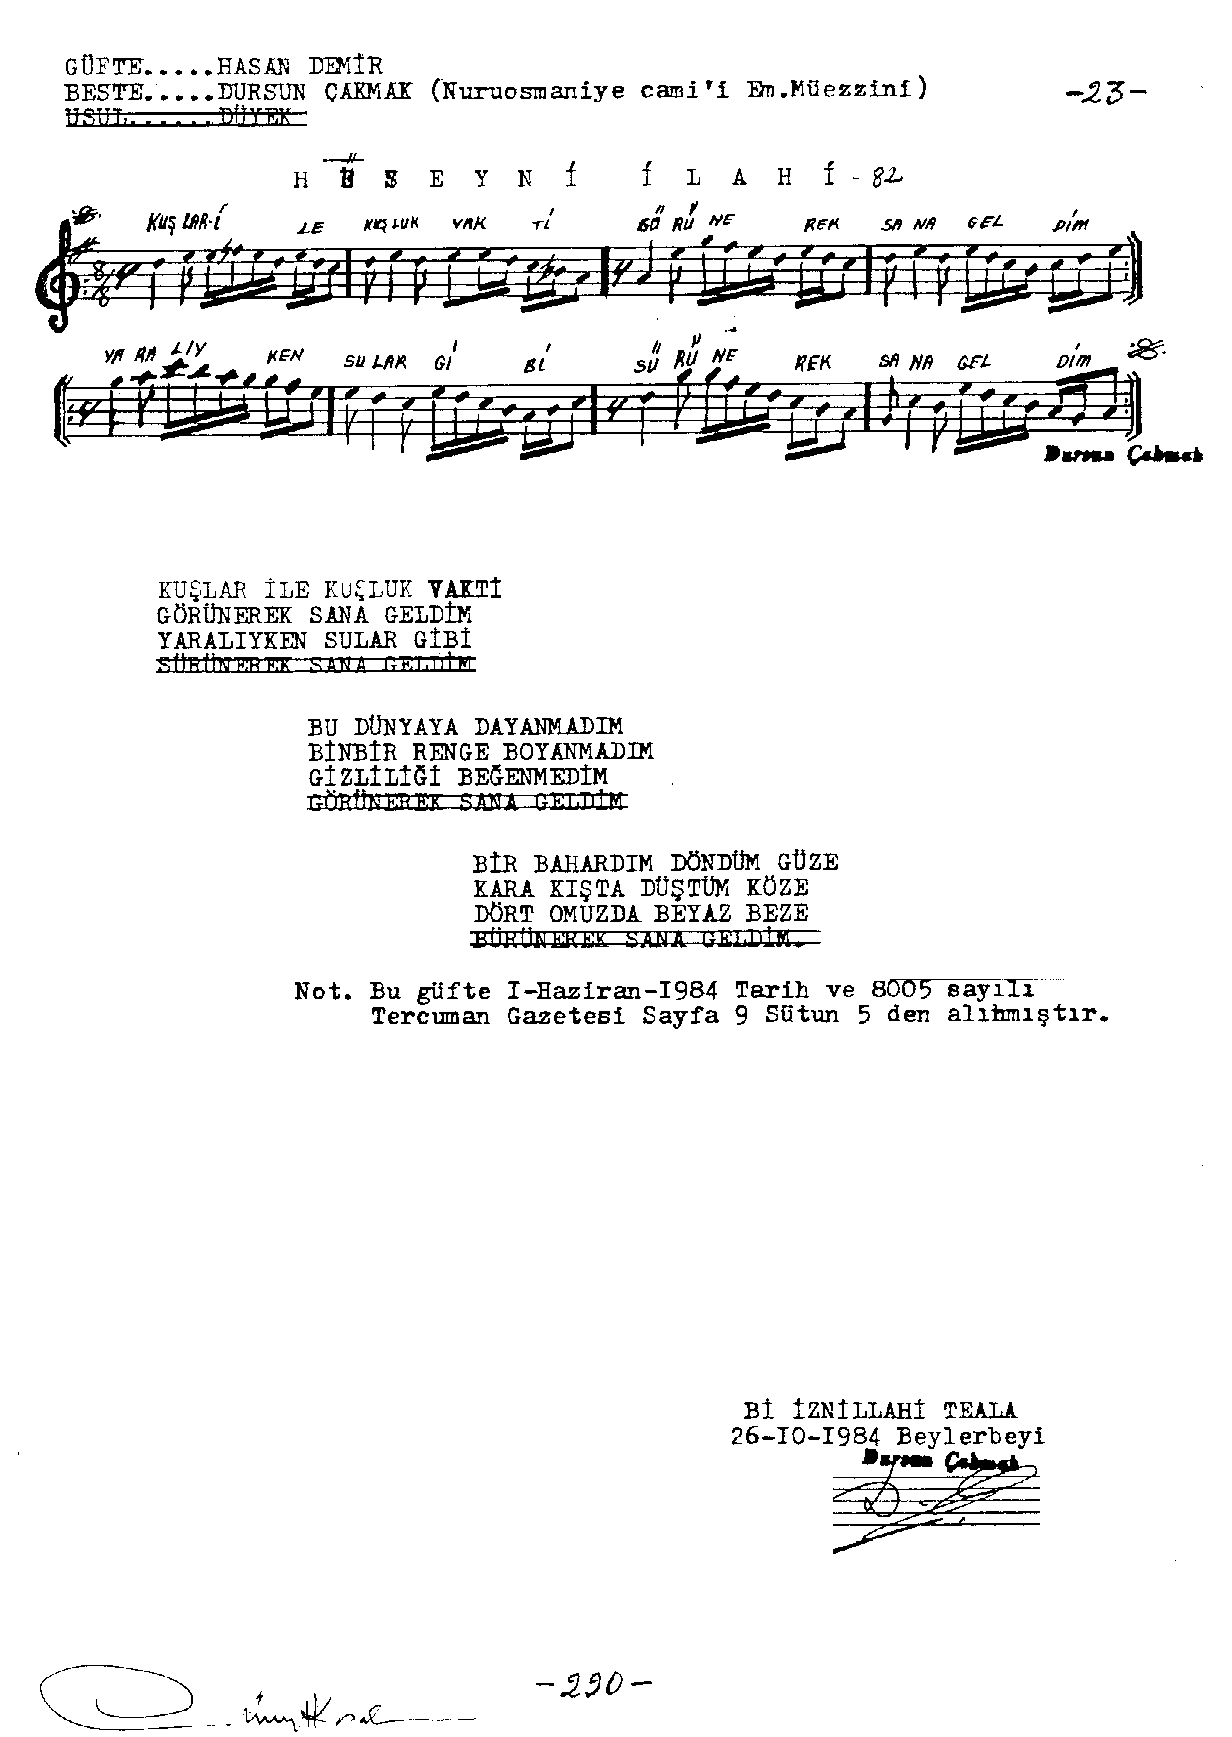 GÜFTE.....HASAN DEMİR
BESTE.....DURSUN ÇAKMAK (Nuruosmaniye cami'i Em.Müezzini)
-23-
USUL......DÜYEK
HÜSEYNİ İLAHİ - 82
KUŞ LAR-İ LE KUŞ LUK VAK Tİ GÖ RÜ NE REK SA NA GEL DİM
YA RA LIY KEN SU LAR Gİ Bİ SÜ RÜ NE REK SA NA GEL DİM
Dursun Çakmak
KUŞLAR İLE KUŞLUK VAKTİ
GÖRÜNEREK SANA GELDİM
YARALIYKEN SULAR GİBİ
SÜRÜNEREK SANA GELDİM
BU DÜNYAYA DAYANMADIM
BİNBİR RENGE BOYANMADIM
GİZLİLİĞİ BEĞENMEDİM
GÖRÜNEREK SANA GELDİM
BİR BAHARDIM DÖNDÜM GÜZE
KARA KIŞTA DÜŞTÜM KÖZE
DÖRT OMUZDA BEYAZ BEZE
BÜRÜNEREK SANA GELDİM.
Not. Bu güfte I-Haziran-I984 Tarih ve 8005 sayılı
Tercuman Gazetesi Sayfa 9 Sütun 5 den alınmıştır.
Bİ İZNİLLAHİ TEALA
26-IO-I984 Beylerbeyi
Dursun Çakmak
-290-